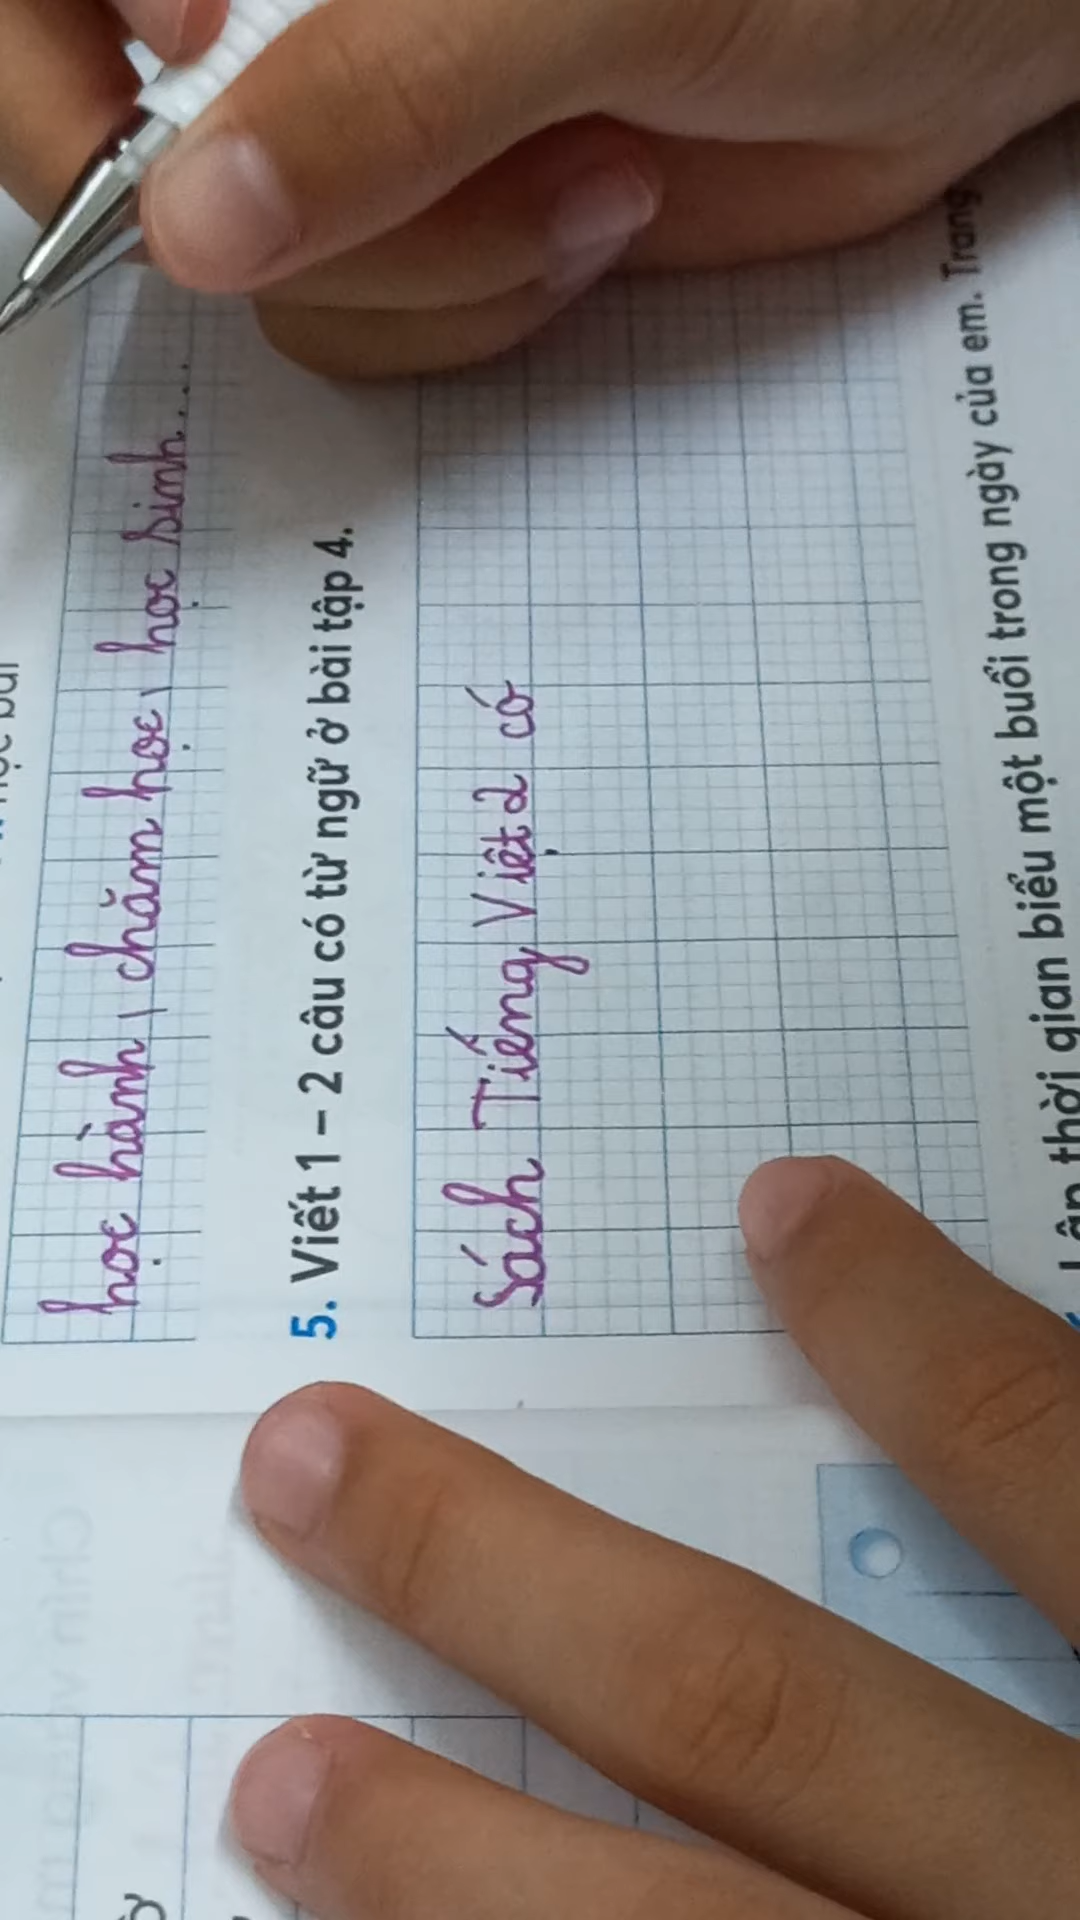 học hành, chăm học, học sinh...
5. Viết 1 – 2 câu có từ ngữ ở bài tập 4.
Sách Tiếng Việt 2 có
Lập thời gian biểu một buổi trong ngày của em. Trang